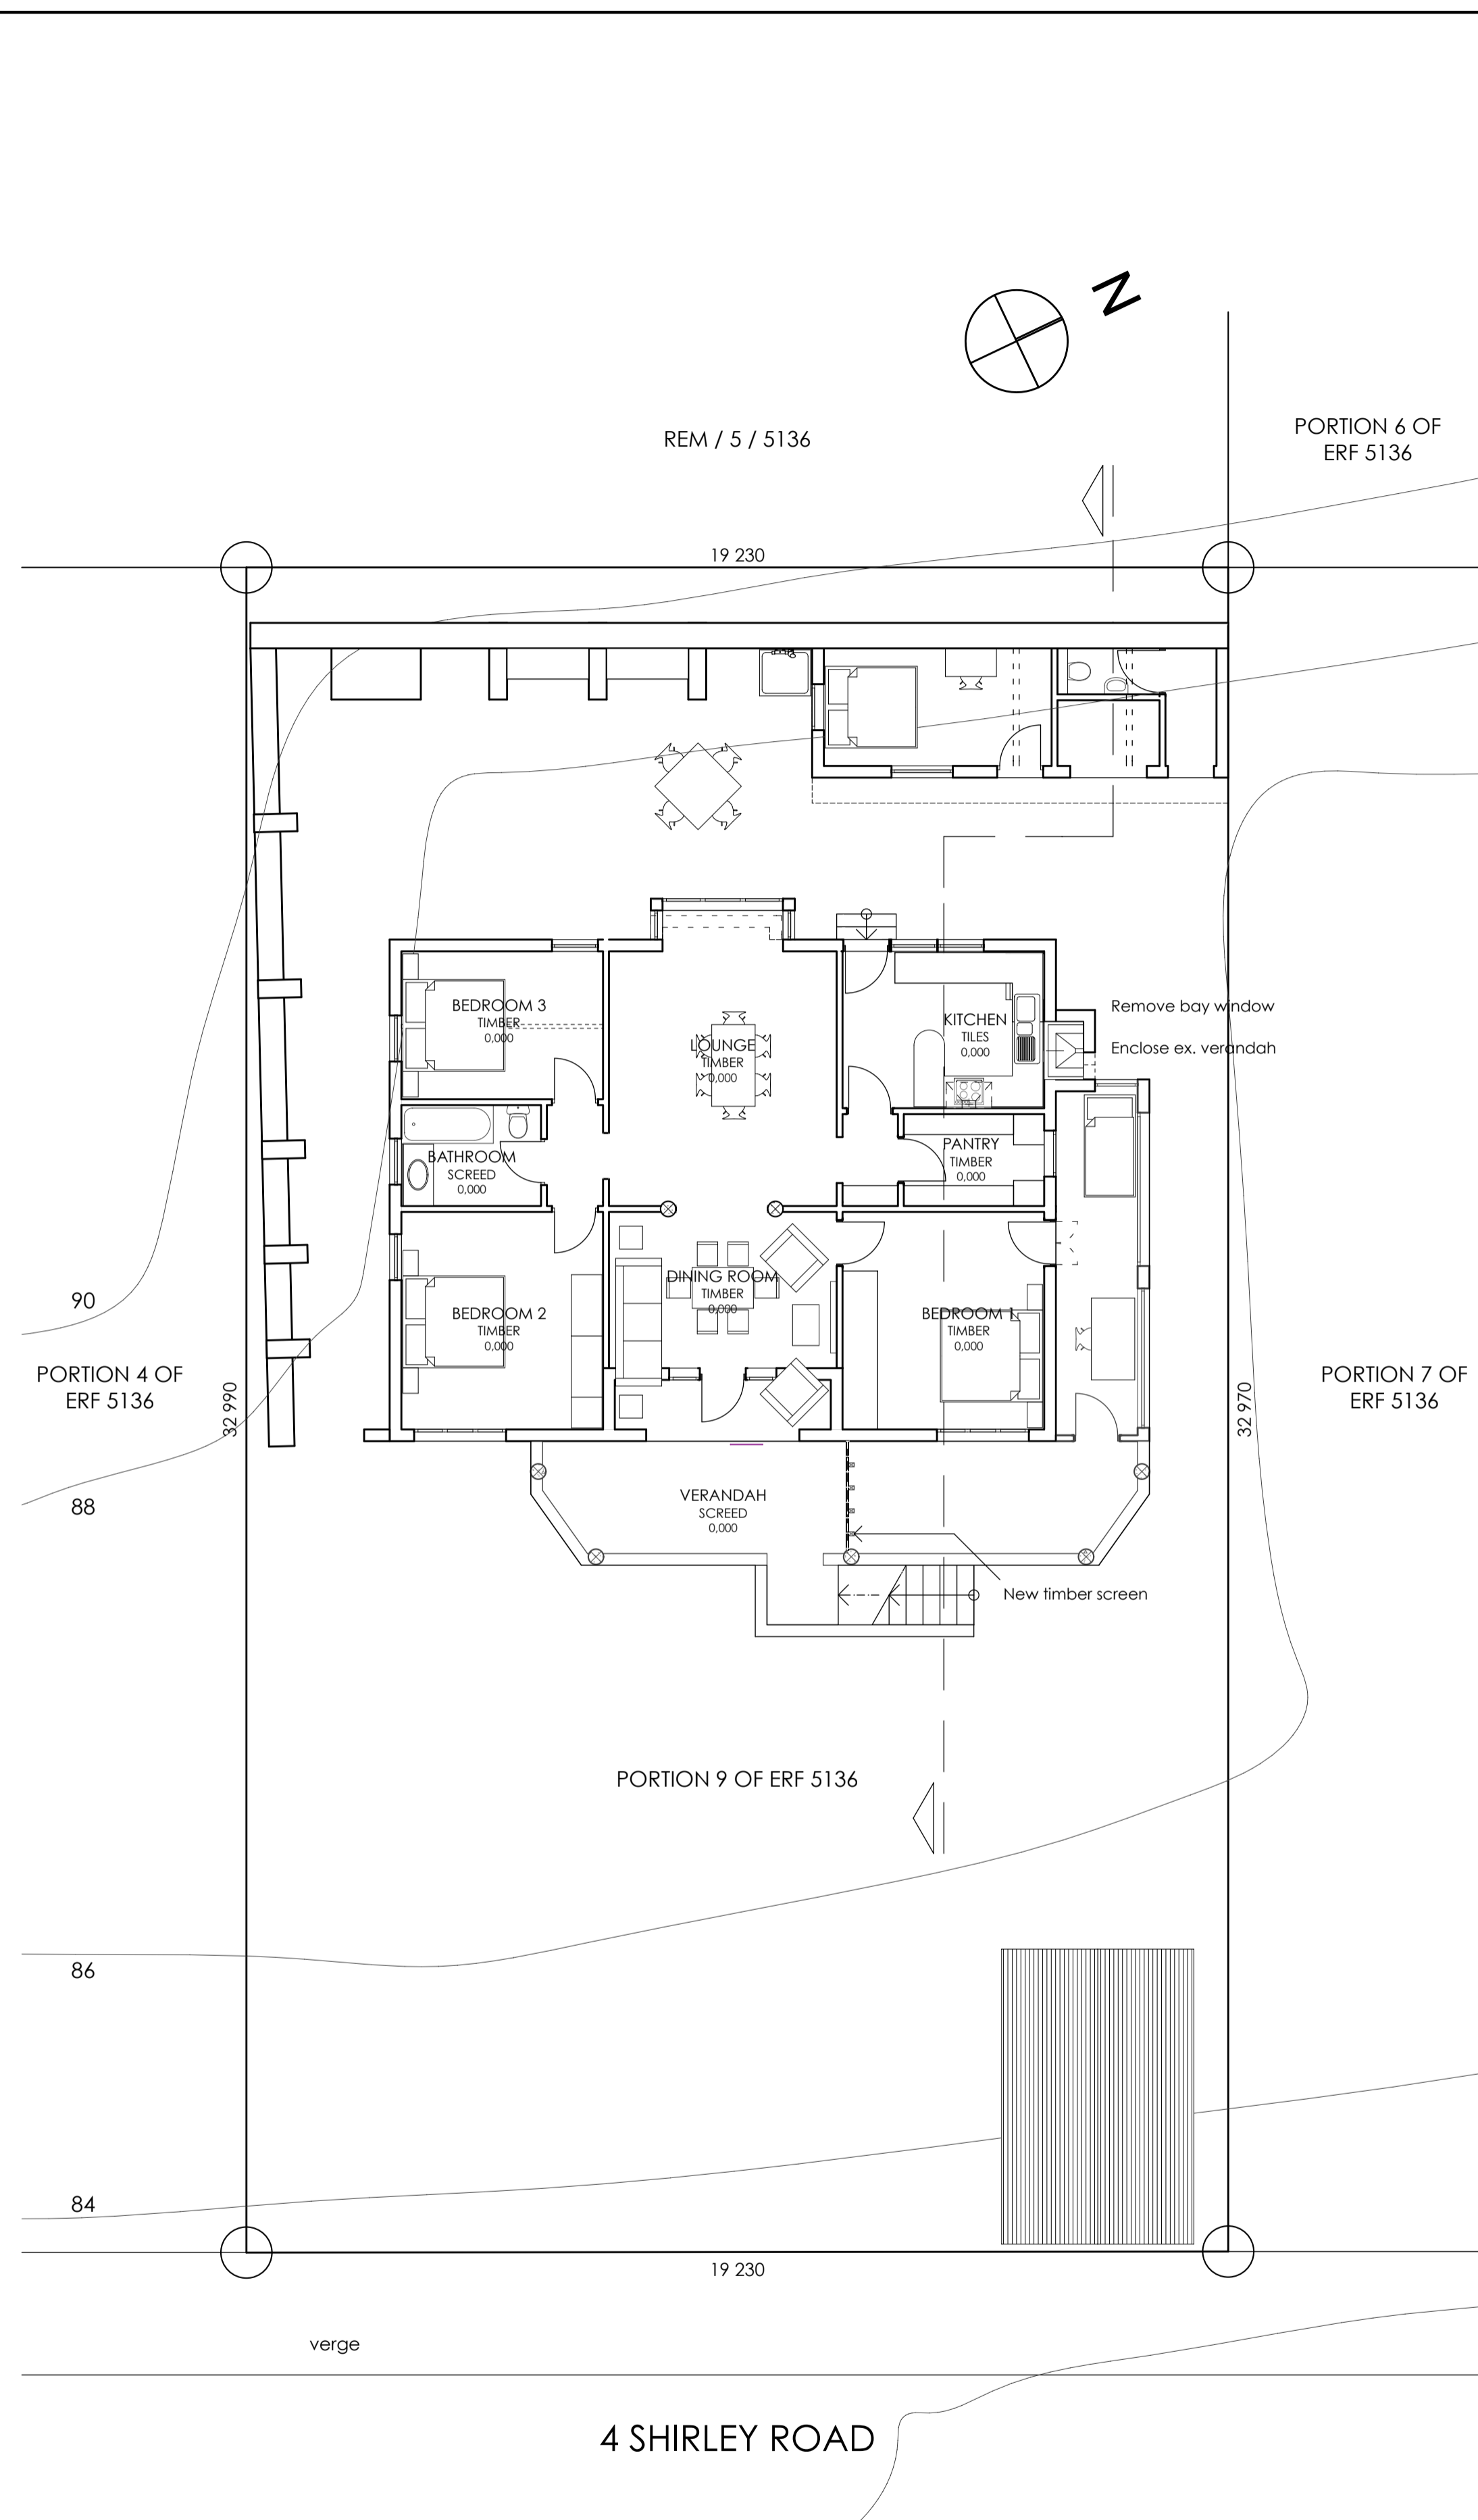 N
REM / 5 / 5136
PORTION 6 OF
ERF 5136
19 230
Remove bay window
Enclose ex. verandah
BEDROOM 3
TIMBER
0,000
LOUNGE
TIMBER
0,000
KITCHEN
TILES
0,000
BATHROOM
SCREED
0,000
PANTRY
TIMBER
0,000
BEDROOM 2
TIMBER
0,000
DINING ROOM
TIMBER
0,000
BEDROOM 1
TIMBER
0,000
90
PORTION 4 OF
ERF 5136
32 990
32 970
PORTION 7 OF
ERF 5136
88
VERANDAH
SCREED
0,000
New timber screen
PORTION 9 OF ERF 5136
86
84
19 230
verge
4 SHIRLEY ROAD